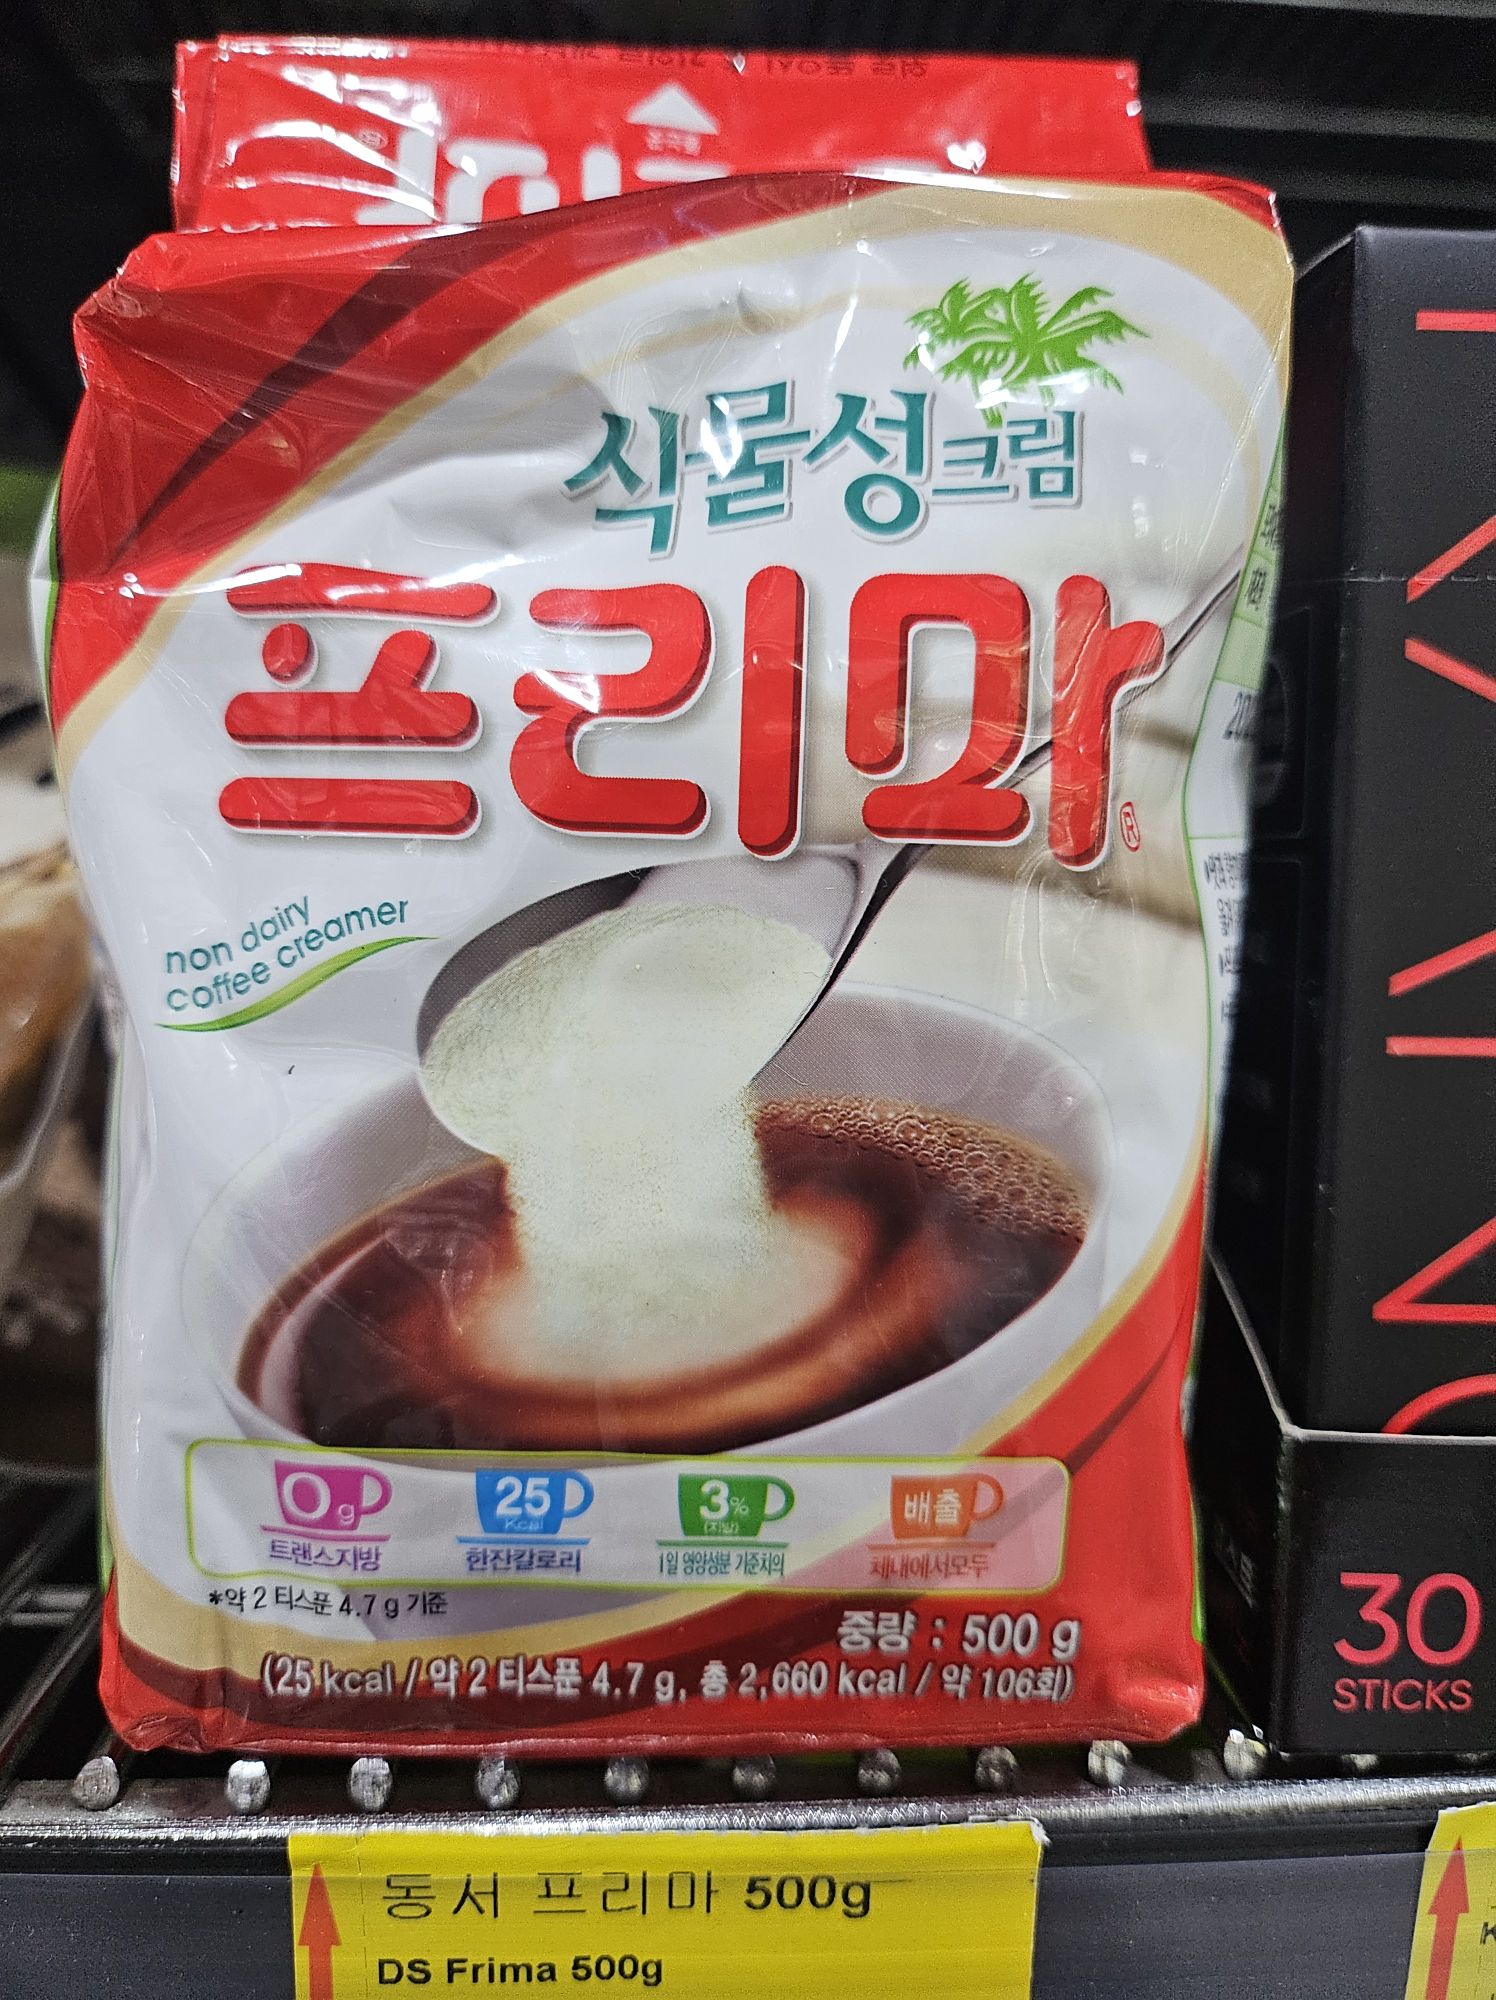 식물성크림
프리마®
non dairy
coffee creamer
0g
트랜스지방
25
Kcal
한잔칼로리
3%
(지방)
1일 영양성분 기준치의
배출
체내에서모두
*약 2 티스푼 4.7 g 기준
중량 : 500 g
(25 kcal / 약 2 티스푼 4.7 g, 총 2,660 kcal / 약 106회)
30
STICKS
동서 프리마 500g
DS Frima 500g